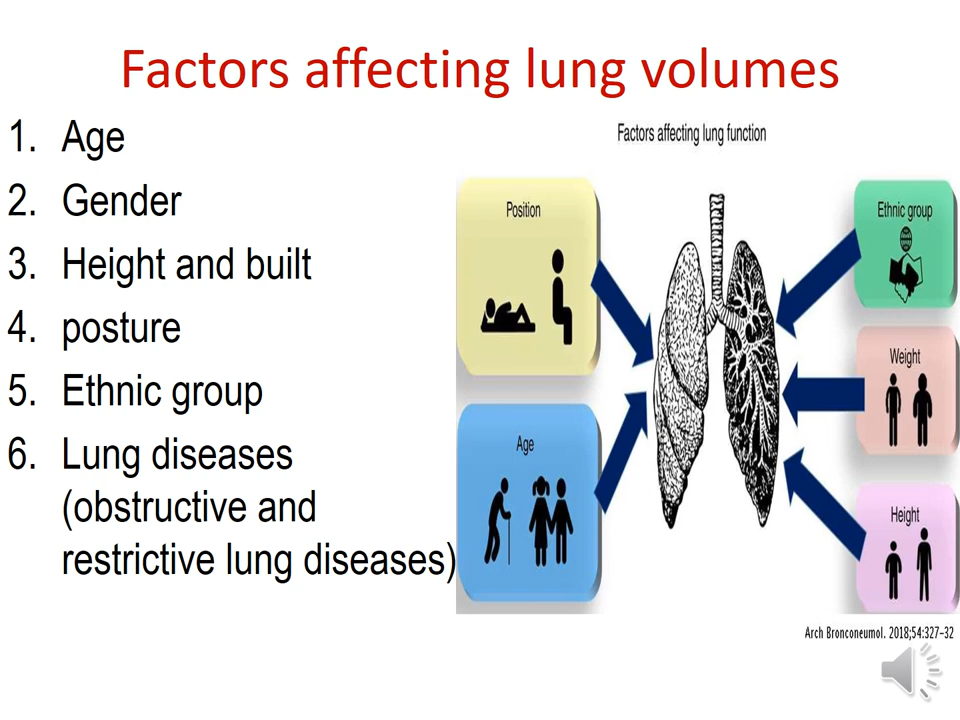 Factors affecting lung volumes
1. Age
2. Gender
3. Height and built
4. posture
5. Ethnic group
6. Lung diseases
(obstructive and
restrictive lung diseases)
Factors affecting lung function
Position
Age
Ethnic group
Weight
Height
Arch Bronconeumol. 2018;54:327-32